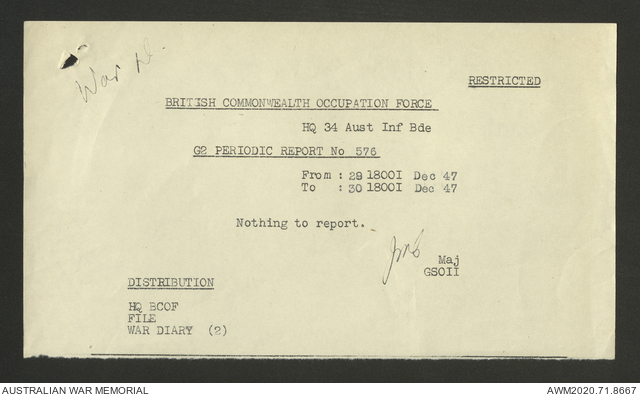 War D.
RESTRICTED
BRITISH COMMONWEALTH OCCUPATION FORCE
HQ 34 Aust Inf Bde
G2 PERIODIC REPORT No 576
From : 29 1800I Dec 47
To : 30 1800I Dec 47
Nothing to report.
Maj
GSOII
DISTRIBUTION
HQ BCOF
FILE
WAR DIARY (2)
AUSTRALIAN WAR MEMORIAL
AWM2020.71.8667